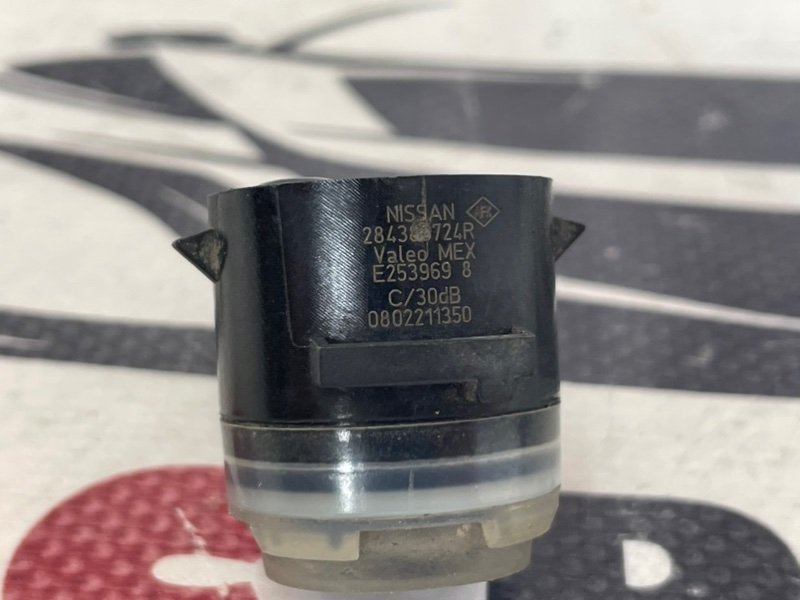 NISSAN
Valeo MEX
E253969 8
C/30dB
0802211350